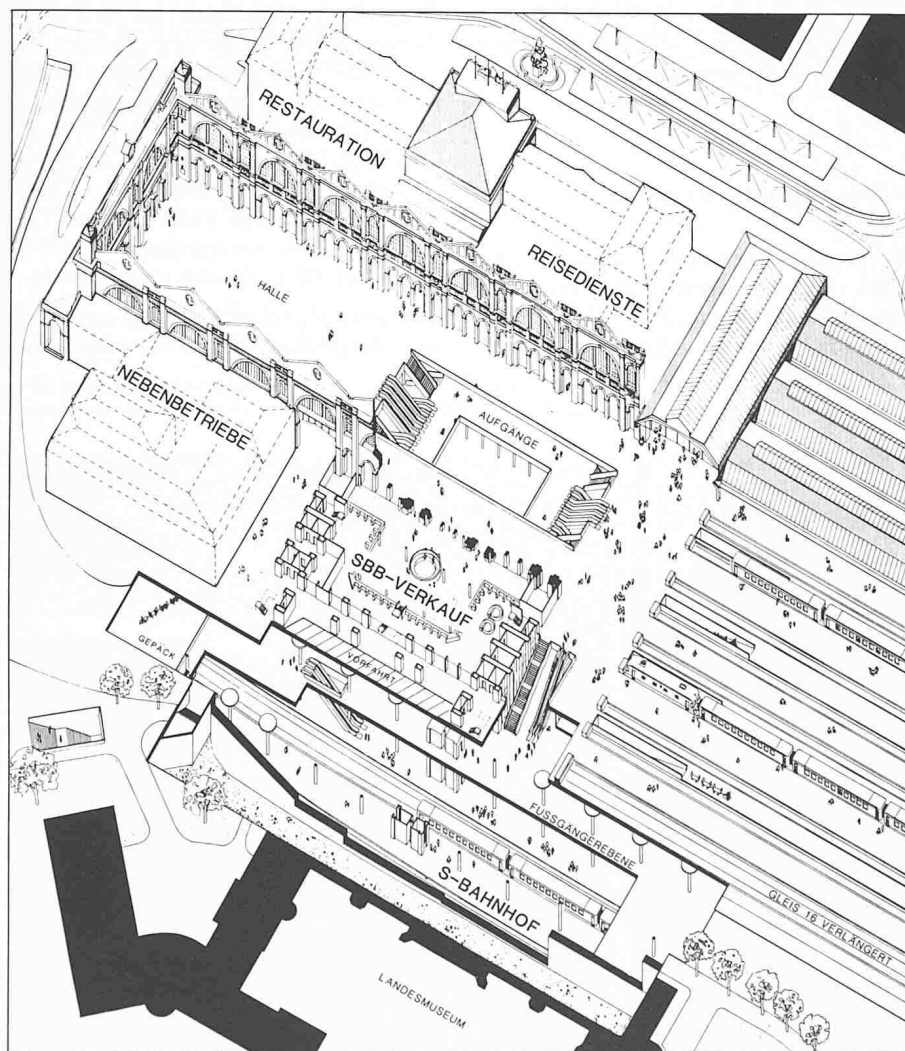 RESTAURATION
REISEDIENSTE
HALLE
NEBENBETRIEBE
AUFGÄNGE
SBB-VERKAUF
GEPÄCK
VORFAHRT
FUSSGÄNGEREBENE
S-BAHNHOF
GLEIS 16 VERLÄNGERT
LANDESMUSEUM